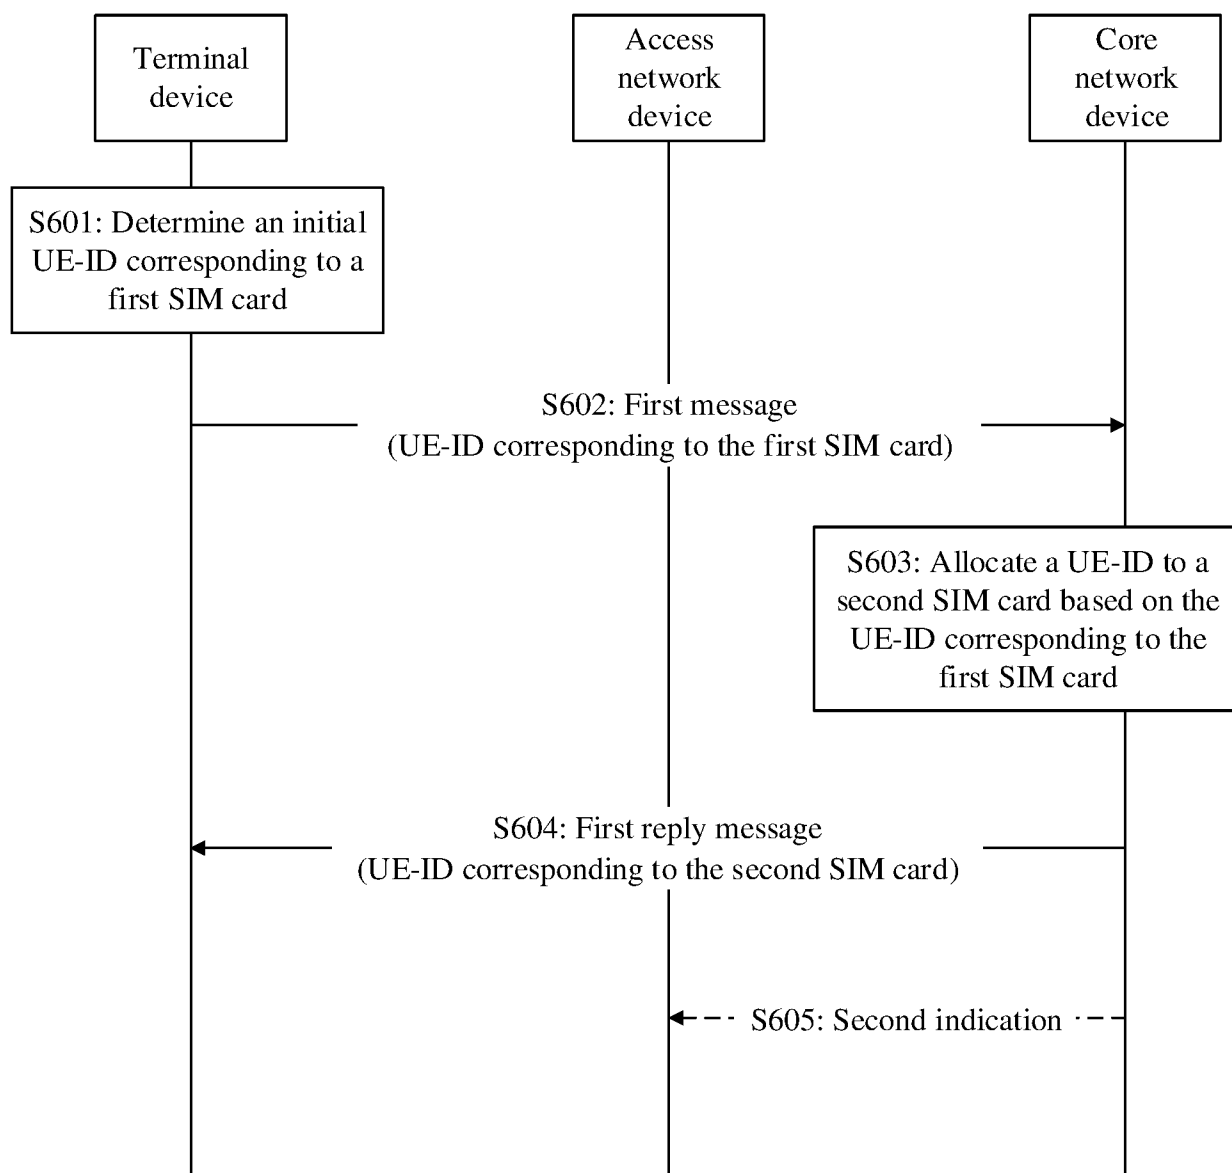 Terminal
device
Access
network
device
Core
network
device
S601: Determine an initial
UE-ID corresponding to a
first SIM card
S602: First message
(UE-ID corresponding to the first SIM card)
S603: Allocate a UE-ID to a
second SIM card based on the
UE-ID corresponding to the
first SIM card
S604: First reply message
(UE-ID corresponding to the second SIM card)
S605: Second indication